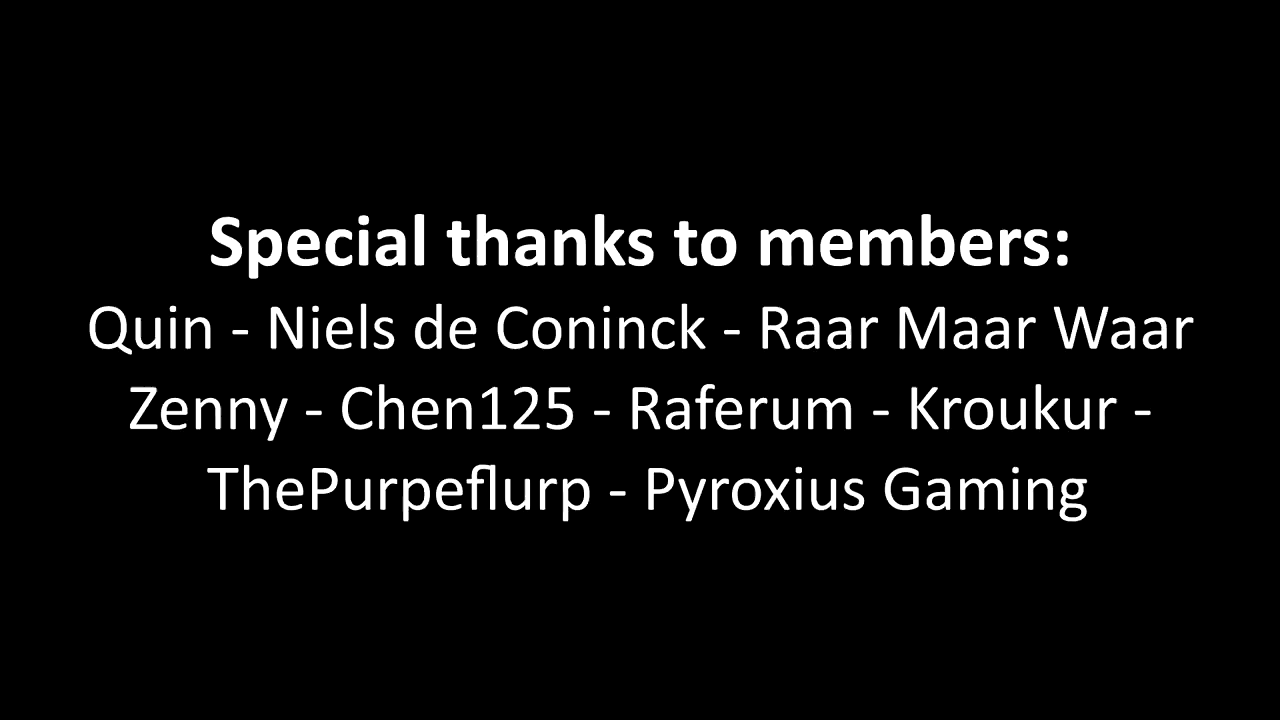 Special thanks to members:
Quin - Niels de Coninck - Raar Maar Waar
Zenny - Chen125 - Raferum - Kroukur -
ThePurpeflurp - Pyroxius Gaming